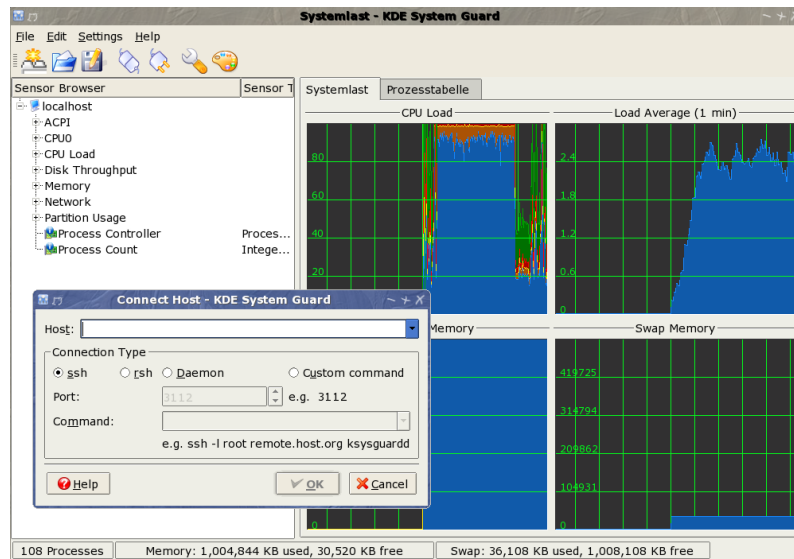 Systemlast - KDE System Guard
File Edit Settings Help
Sensor Browser Sensor T
localhost
ACPI
CPU0
CPU Load
Disk Throughput
Memory
Network
Partition Usage
Process Controller Proces...
Process Count Intege...
Systemlast Prozesstabelle
CPU Load
80
60
40
20
Load Average (1 min)
2.4
1.8
1.2
0.6
0
Memory
0
Swap Memory
419725
314794
209862
104931
0
Connect Host - KDE System Guard
Host:
Connection Type
ssh rsh Daemon Custom command
Port: 3112 e.g. 3112
Command:
e.g. ssh -l root remote.host.org ksysguardd
Help OK Cancel
108 Processes Memory: 1,004,844 KB used, 30,520 KB free Swap: 36,108 KB used, 1,008,108 KB free